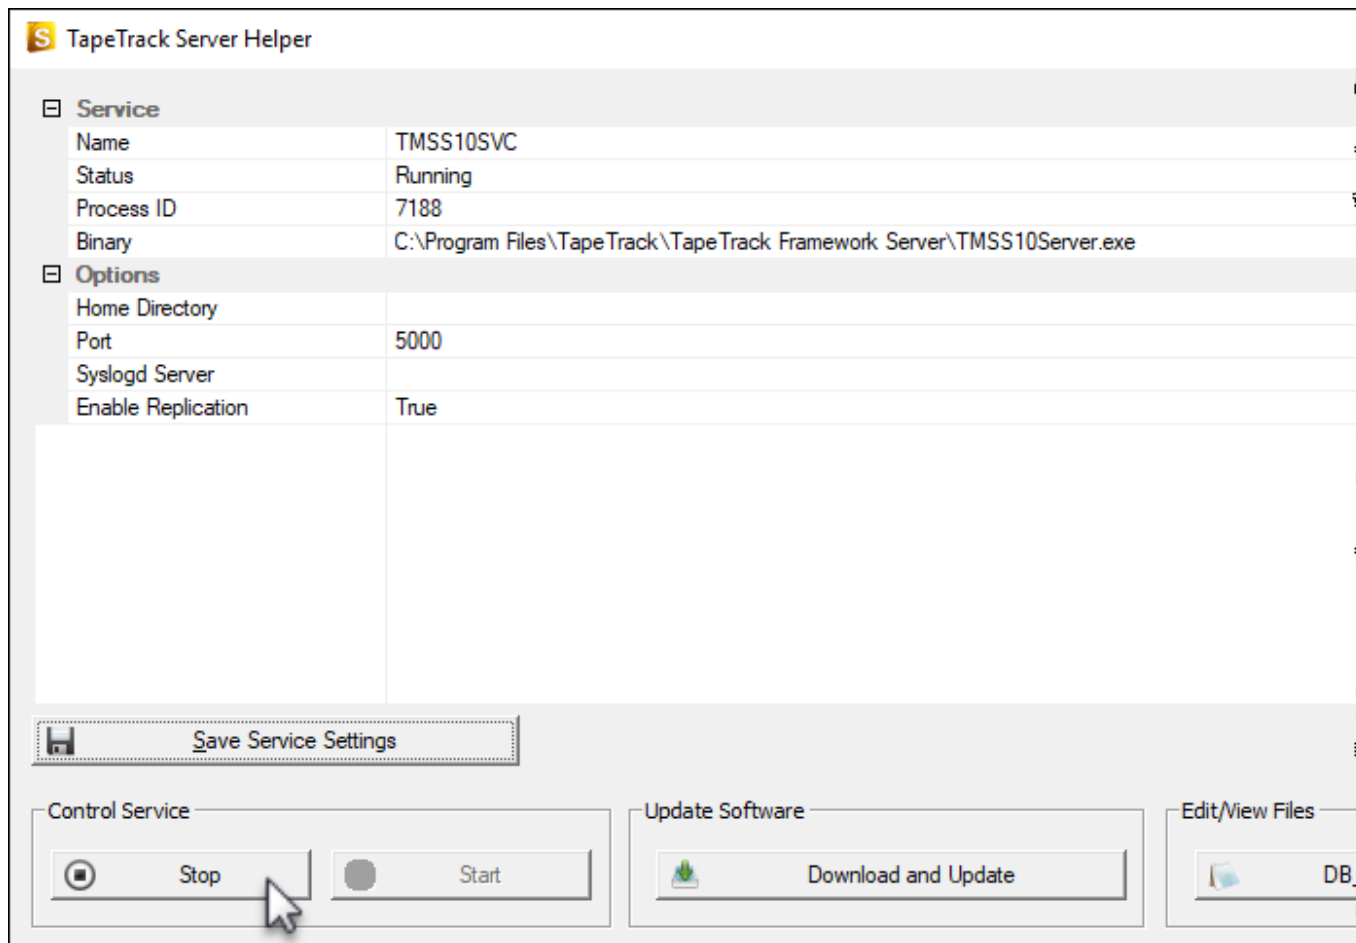 S TapeTrack Server Helper
Service
Name TMSS10SVC
Status Running
Process ID 7188
Binary C:\Program Files\TapeTrack\TapeTrack Framework Server\TMSS10Server.exe
Options
Home Directory
Port 5000
Syslogd Server
Enable Replication True
Save Service Settings
Control Service Update Software Edit/View Files
Stop Start Download and Update DB_